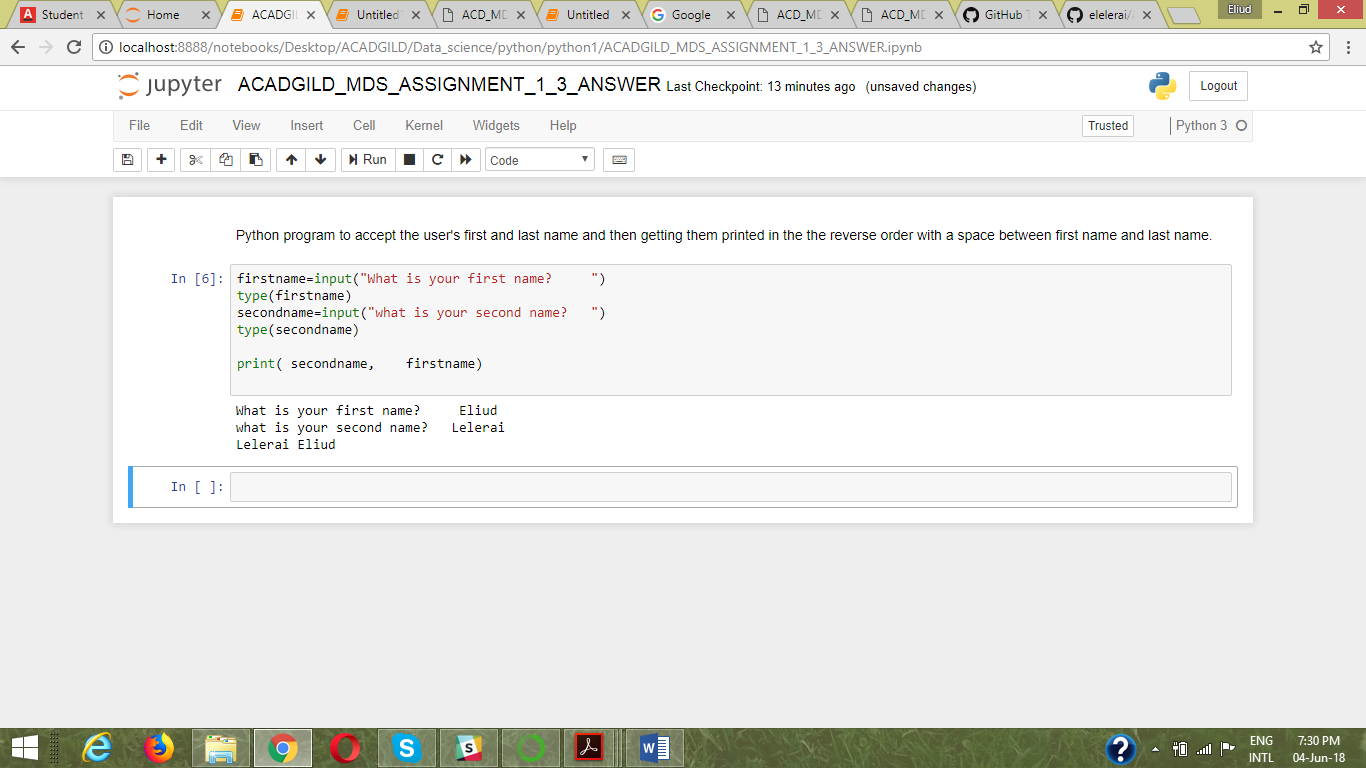 Student
Home
ACADGIL
Untitled
ACD_MD
Untitled
Google
ACD_MD
ACD_MD
GitHub
elelerai/
Eliud
localhost:8888/notebooks/Desktop/ACADGILD/Data_science/python/python1/ACADGILD_MDS_ASSIGNMENT_1_3_ANSWER.ipynb
jupyter ACADGILD_MDS_ASSIGNMENT_1_3_ANSWER Last Checkpoint: 13 minutes ago (unsaved changes)
Logout
File Edit View Insert Cell Kernel Widgets Help
Trusted
Python 3
Run
Code
Python program to accept the user's first and last name and then getting them printed in the the reverse order with a space between first name and last name.
In [6]:
firstname=input("What is your first name?     ")
type(firstname)
secondname=input("what is your second name?   ")
type(secondname)
print( secondname,    firstname)
What is your first name?     Eliud
what is your second name?   Lelerai
Lelerai Eliud
In [ ]:
ENG
INTL
7:30 PM
04-Jun-18